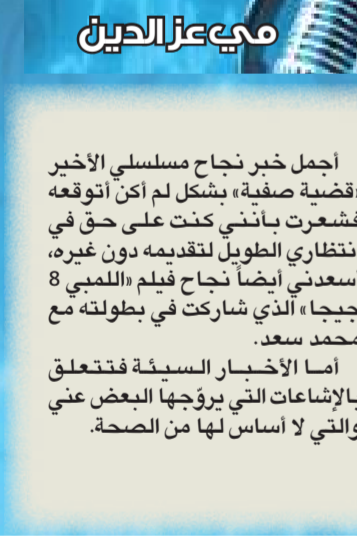 مي عز الدين
أجمل خبر نجاح مسلسلي الأخير
«قضية صفية» بشكل لم أكن أتوقعه
فشعرت بأنني كنت على حق في
انتظاري الطويل لتقديمه دون غيره،
أسعدني أيضاً نجاح فيلم «اللمبي 8
جيجا» الذي شاركت في بطولته مع
محمد سعد.
أما الأخبار السيئة فتتعلق
بالإشاعات التي يروّجها البعض عني
والتي لا أساس لها من الصحة.